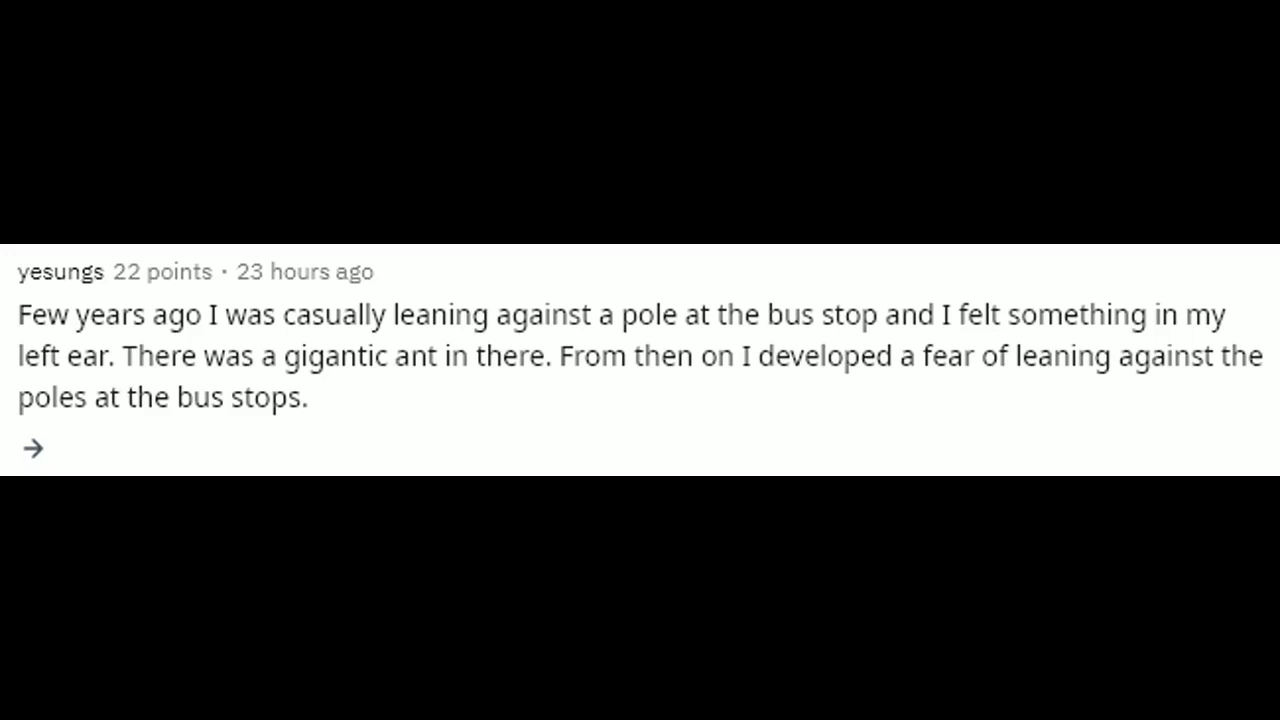 yesungs 22 points · 23 hours ago
Few years ago I was casually leaning against a pole at the bus stop and I felt something in my
left ear. There was a gigantic ant in there. From then on I developed a fear of leaning against the
poles at the bus stops.